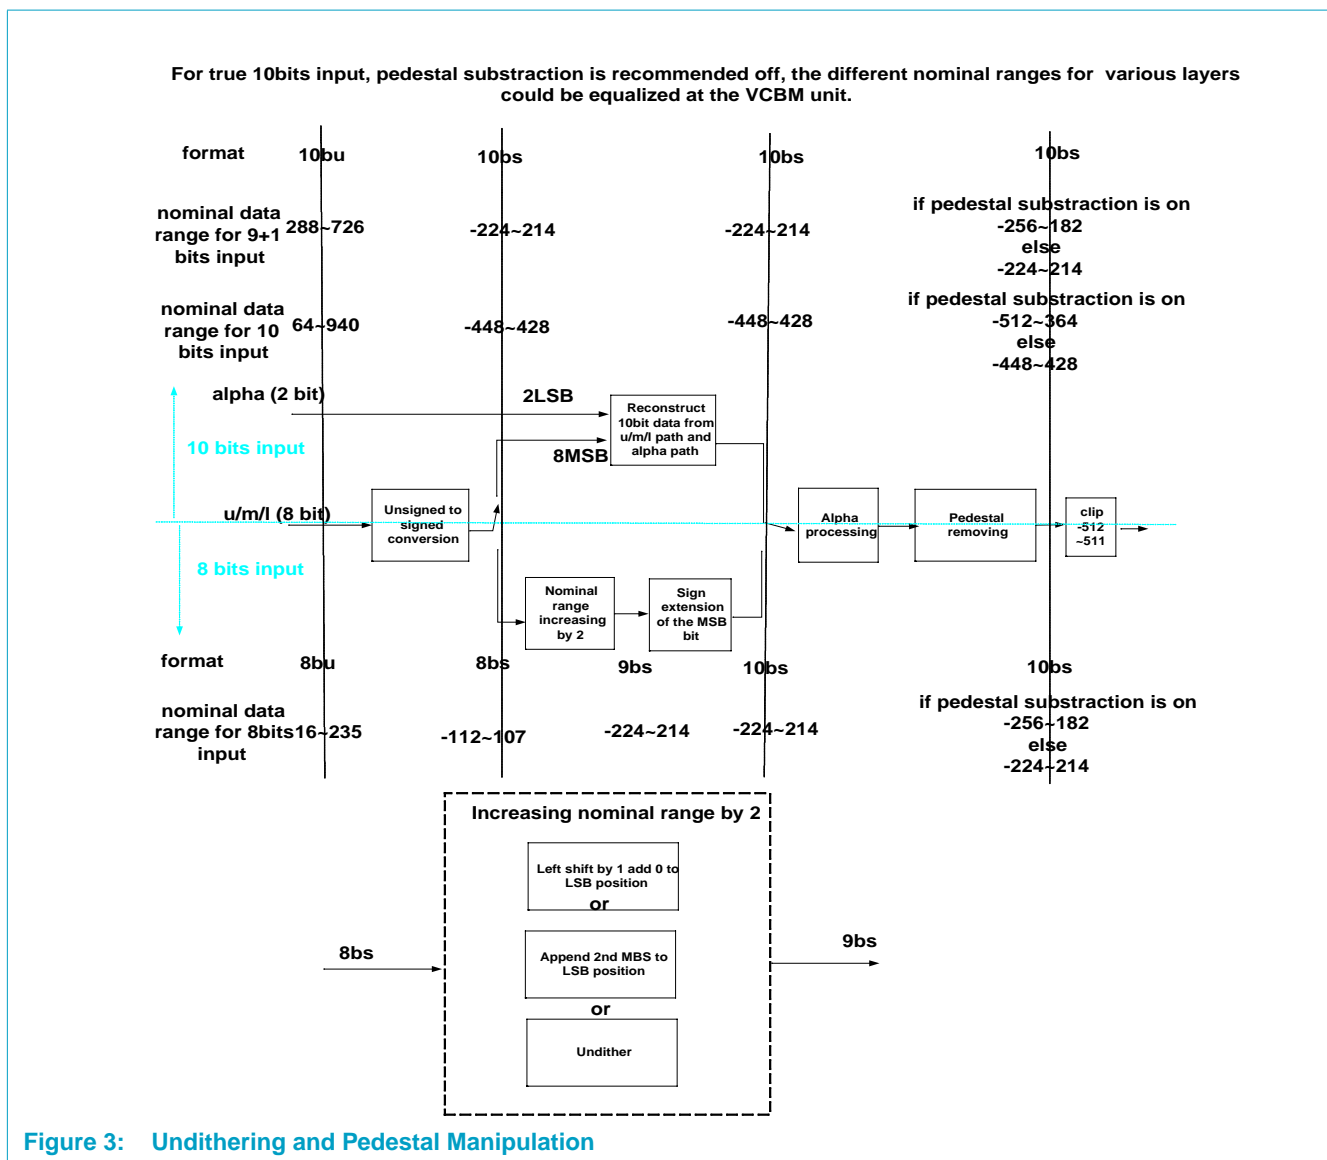 For true 10bits input, pedestal substraction is recommended off, the different nominal ranges for various layers
could be equalized at the VCBM unit.
format 10bu 10bs 10bs 10bs
nominal data
range for 9+1
bits input
288~726 -224~214 -224~214
if pedestal substraction is on
-256~182
else
-224~214
nominal data
range for 10
bits input
64~940 -448~428 -448~428
if pedestal substraction is on
-512~364
else
-448~428
alpha (2 bit) 2LSB
10 bits input
8MSB
Reconstruct
10bit data from
u/m/l path and
alpha path
u/m/l (8 bit)
Unsigned to
signed
conversion
Alpha
processing
Pedestal
removing
clip
-512
~511
8 bits input
Nominal
range
increasing
by 2
Sign
extension
of the MSB
bit
format 8bu 8bs 9bs 10bs 10bs
nominal data
range for 8bits
input
16~235 -112~107 -224~214 -224~214
if pedestal substraction is on
-256~182
else
-224~214
Increasing nominal range by 2
Left shift by 1 add 0 to
LSB position
or
8bs
Append 2nd MBS to
LSB position
9bs
or
Undither
Figure 3: Undithering and Pedestal Manipulation